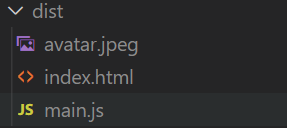 dist
avatar.jpeg
<> index.html
JS main.js